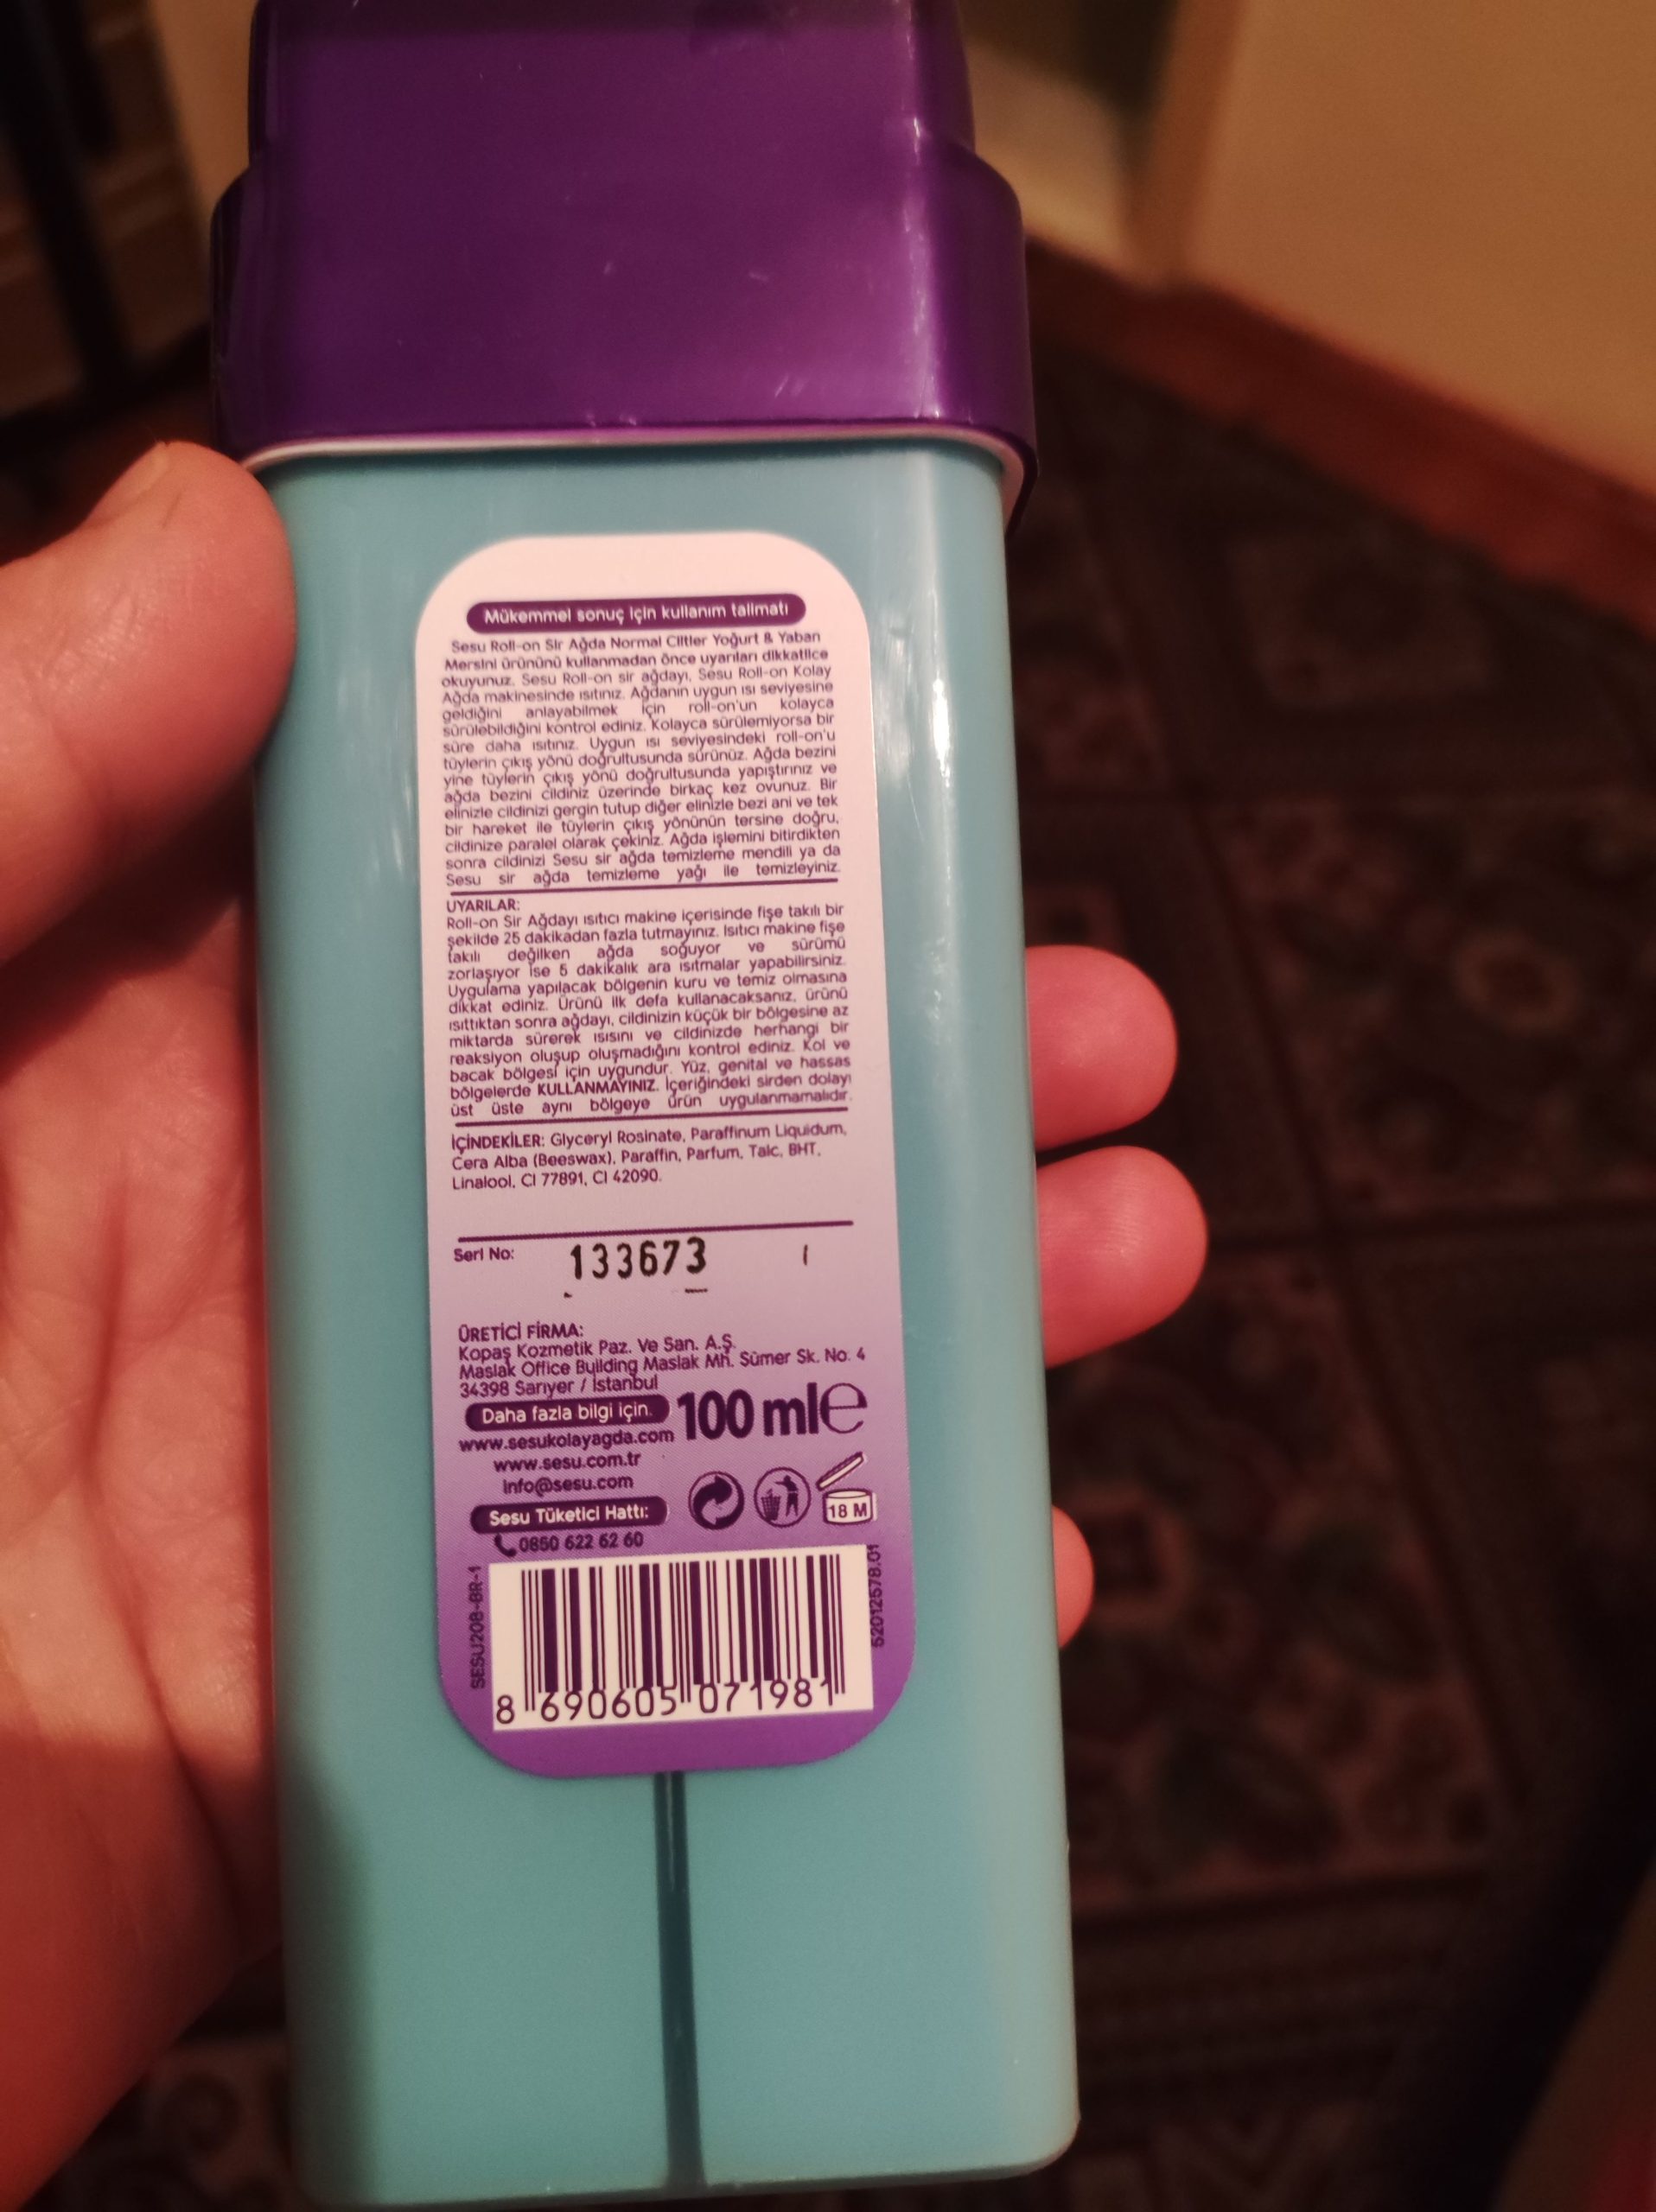 Mükemmel sonuç için kullanım talimatı
Sesu Roll-on Sir Ağda Normal Ciltler Yoğurt & Yaban
Mersini ürününü kullanmadan önce uyarıları dikkatlice
okuyunuz. Sesu Roll-on sir ağdayı, Sesu Roll-on Kolay
Ağda makinesinde ısıtınız. Ağdanın uygun ısı seviyesine
geldiğini anlayabilmek için roll-on'un kolayca
sürülebildiğini kontrol ediniz. Kolayca sürülemiyorsa bir
süre daha ısıtınız. Uygun ısı seviyesindeki roll-on'u
tüylerin çıkış yönü doğrultusunda sürünüz. Ağda bezini
yine tüylerin çıkış yönü doğrultusunda yapıştırınız ve
ağda bezini cildiniz üzerinde birkaç kez ovunuz. Bir
elinizle cildinizi gergin tutup diğer elinizle bezi ani ve tek
bir hareket ile tüylerin çıkış yönünün tersine doğru,
cildinize paralel olarak çekiniz. Ağda işlemini bitirdikten
sonra cildinizi Sesu sir ağda temizleme mendili ya da
Sesu sir ağda temizleme yağı ile temizleyiniz.
UYARILAR:
Roll-on Sir Ağdayı ısıtıcı makine içerisinde fişe takılı bir
şekilde 25 dakikadan fazla tutmayınız. Isıtıcı makine fişe
takılı değilken ağda soğuyor ve sürümü
zorlaşıyor ise 5 dakikalık ara ısıtmalar yapabilirsiniz.
Uygulama yapılacak bölgenin kuru ve temiz olmasına
dikkat ediniz. Ürünü ilk defa kullanacaksanız, ürünü
ısıttıktan sonra ağdayı, cildinizin küçük bir bölgesine az
miktarda sürerek ısısını ve cildinizde herhangi bir
reaksiyon oluşup oluşmadığını kontrol ediniz. Kol ve
bacak bölgesi için uygundur. Yüz, genital ve hassas
bölgelerde KULLANMAYINIZ. İçeriğindeki sirden dolayı
üst üste aynı bölgeye ürün uygulanmamalıdır.
İÇİNDEKİLER: Glyceryl Rosinate, Paraffinum Liquidum,
Cera Alba (Beeswax), Paraffin, Parfum, Talc, BHT,
Linalool, CI 77891, CI 42090.
Seri No: 133673
ÜRETİCİ FİRMA:
Kopaş Kozmetik Paz. Ve San. A.Ş.
Maslak Office Building Maslak Mh. Sümer Sk. No: 4
34398 Sarıyer / İstanbul
Daha fazla bilgi için.
100 ml e
www.sesukolayagda.com
www.sesu.com.tr
info@sesu.com
18 M
Sesu Tüketici Hattı:
0850 622 62 60
SESU208-BR-1
52012578.01
8 690605 071981